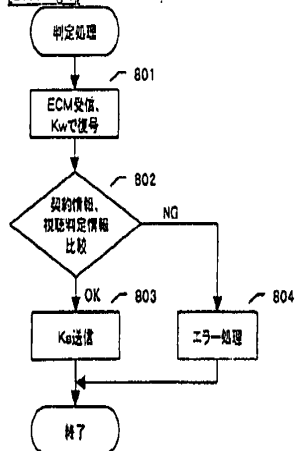 判定処理
801
ECM受信、
Kwで復号
802
契約情報、
視聴判定情報
比較
NG
OK
803
804
Ks送信
エラー処理
終了